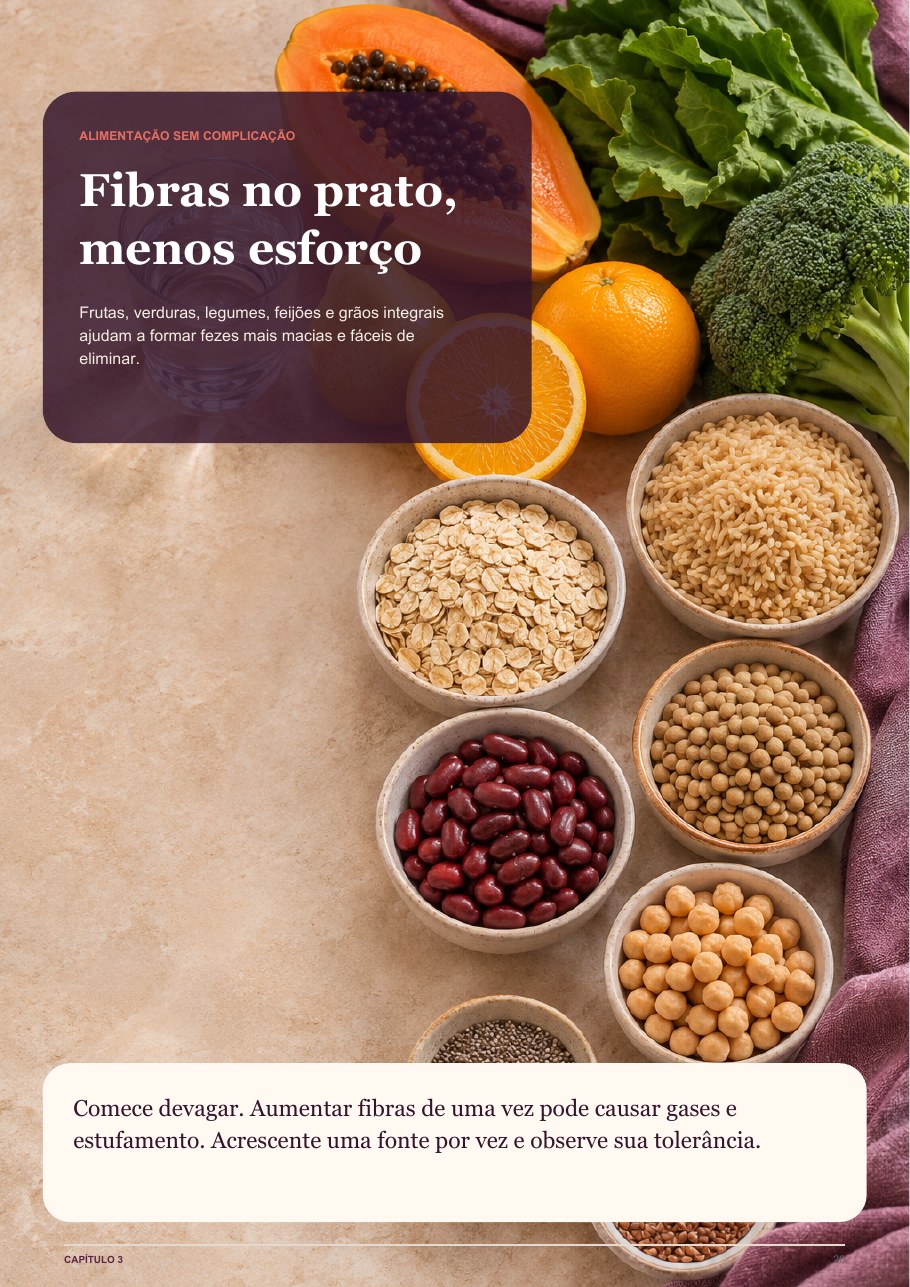 ALIMENTAÇÃO SEM COMPLICAÇÃO
Fibras no prato,
menos esforço
Frutas, verduras, legumes, feijões e grãos integrais
ajudam a formar fezes mais macias e fáceis de
eliminar.
Comece devagar. Aumentar fibras de uma vez pode causar gases e
estufamento. Acrescente uma fonte por vez e observe sua tolerância.
CAPÍTULO 3